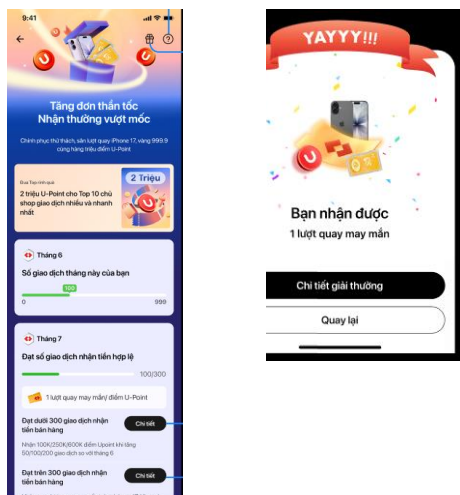 9:41
Tăng đơn thần tốc
Nhận thưởng vượt mốc
Chinh phục thử thách, săn lượt quay iPhone 17, vàng 999.9
cùng hàng triệu điểm U-Point
2 triệu U-Point cho Top 10 chủ
shop giao dịch nhiều và nhanh
nhất
2 Triệu
Tháng 6
Số giao dịch tháng này của bạn
100
0
999
Tháng 7
Đạt số giao dịch nhận tiền hợp lệ
100/300
1 lượt quay may mắn/ điểm U-Point
Đạt dưới 300 giao dịch nhận
tiền bán hàng
Chi tiết
Nhận 100K/250K/600K điểm Upoint khi tăng
50/100/200 giao dịch so với tháng 6
Đạt trên 300 giao dịch nhận
tiền bán hàng
Chi tiết
YAYYY!!!
Bạn nhận được
1 lượt quay may mắn
Chi tiết giải thưởng
Quay lại